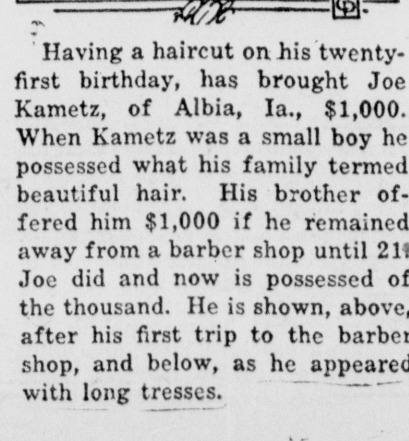 Having a haircut on his twenty-
first birthday, has brought Joe
Kametz, of Albia, Ia., $1,000.
When Kametz was a small boy he
possessed what his family termed
beautiful hair. His brother of-
fered him $1,000 if he remained
away from a barber shop until 21.
Joe did and now is possessed of
the thousand. He is shown, above,
after his first trip to the barber
shop, and below, as he appeared
with long tresses.